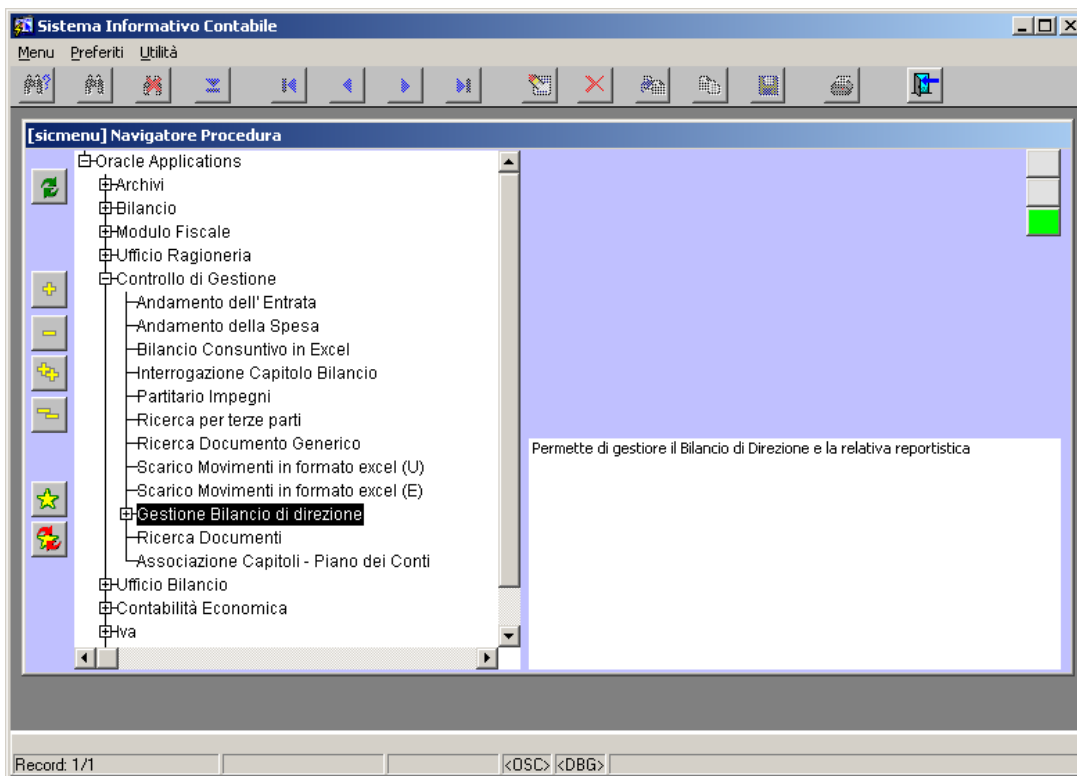 Sistema Informativo Contabile
Menu Preferiti Utilità
[sicmenu] Navigatore Procedura
Oracle Applications
Archivi
Bilancio
Modulo Fiscale
Ufficio Ragioneria
Controllo di Gestione
Andamento dell' Entrata
Andamento della Spesa
Bilancio Consuntivo in Excel
Interrogazione Capitolo Bilancio
Partitario Impegni
Ricerca per terze parti
Ricerca Documento Generico
Scarico Movimenti in formato excel (U)
Scarico Movimenti in formato excel (E)
Gestione Bilancio di direzione
Ricerca Documenti
Associazione Capitoli - Piano dei Conti
Ufficio Bilancio
Contabilità Economica
Iva
Permette di gestiore il Bilancio di Direzione e la relativa reportistica
Record: 1/1 <OSC> <DBG>